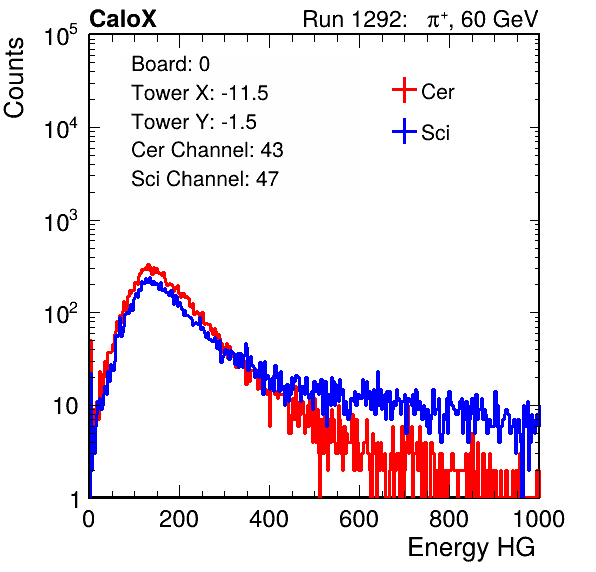 CaloX Run 1292: π⁺, 60 GeV
Counts
10⁵
10⁴
10³
10²
10
1
Board: 0
Tower X: -11.5
Tower Y: -1.5
Cer Channel: 43
Sci Channel: 47
Cer
Sci
0 200 400 600 800 1000
Energy HG